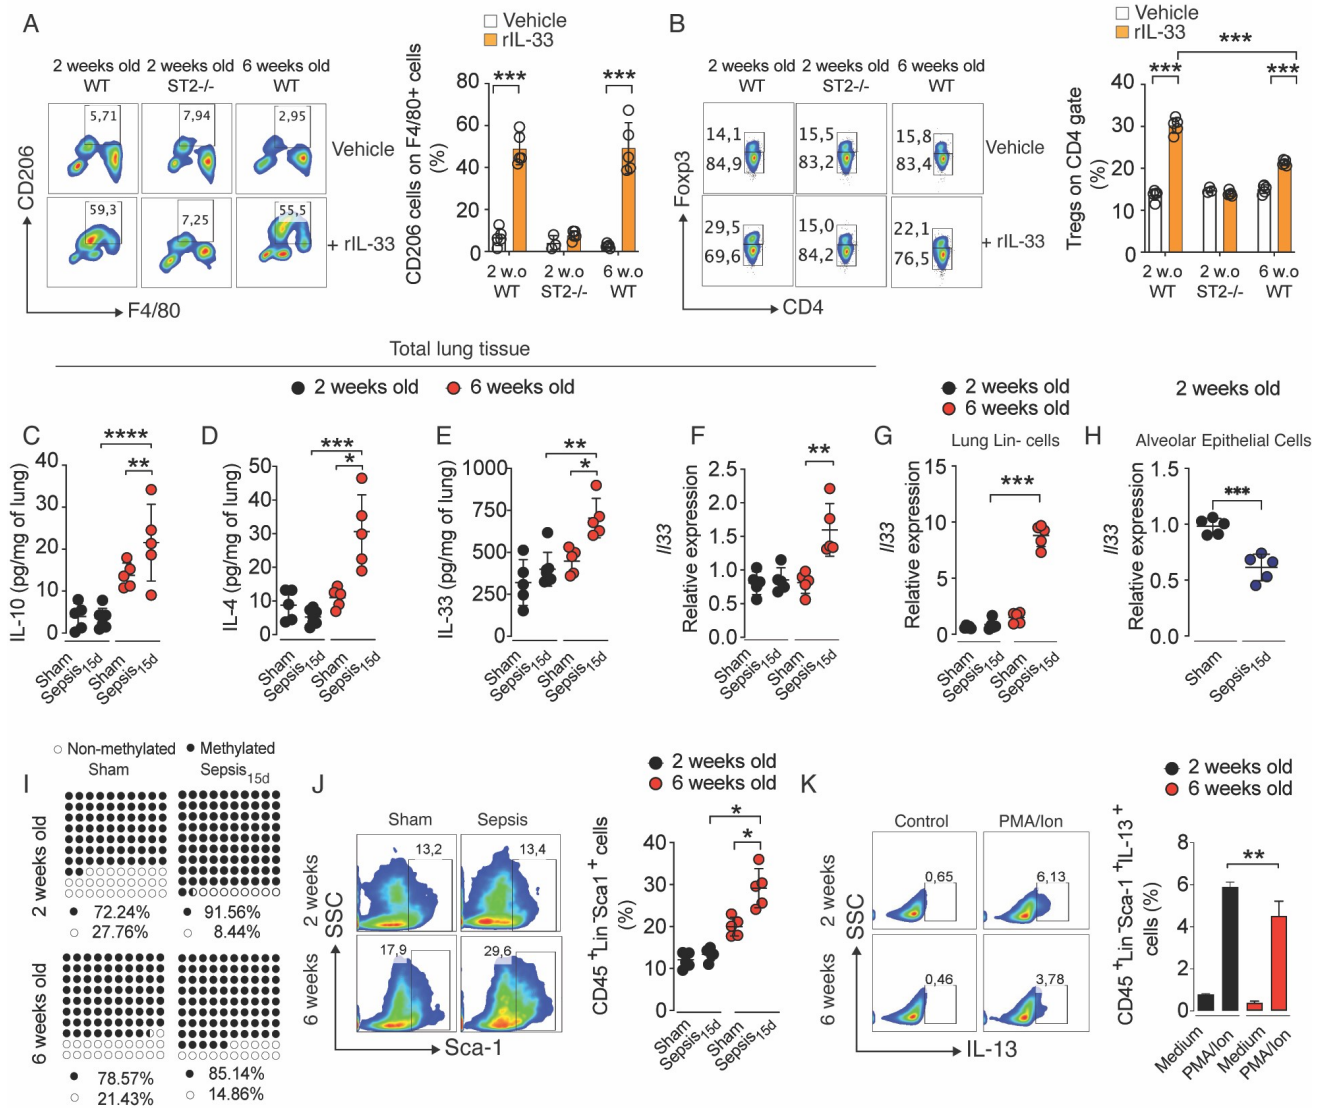 A
Vehicle
rIL-33
2 weeks old WT
2 weeks old ST2-/-
6 weeks old WT
5,71
7,94
2,95
Vehicle
59,3
7,25
55,5
+ rIL-33
CD206
F4/80
CD206 cells on F4/80+ cells (%)
80
60
40
20
0
***
***
2 w.o WT
2 w.o ST2-/-
6 w.o WT
B
Vehicle
rIL-33
2 weeks old WT
2 weeks old ST2-/-
6 weeks old WT
14,1
84,9
15,5
83,2
15,8
83,4
Vehicle
29,5
69,6
15,0
84,2
22,1
76,5
+ rIL-33
Foxp3
CD4
Tregs on CD4 gate (%)
40
30
20
10
0
***
***
***
2 w.o WT
2 w.o ST2-/-
6 w.o WT
Total lung tissue
2 weeks old
6 weeks old
C
IL-10 (pg/mg of lung)
40
30
20
10
0
****
**
Sham
Sepsis15d
Sham
Sepsis15d
D
IL-4 (pg/mg of lung)
50
40
30
20
10
0
***
*
Sham
Sepsis15d
Sham
Sepsis15d
E
IL-33 (pg/mg of lung)
1000
750
500
250
0
**
*
Sham
Sepsis15d
Sham
Sepsis15d
F
Il33
Relative expression
2.5
2.0
1.5
1.0
0.5
0.0
**
Sham
Sepsis15d
Sham
Sepsis15d
2 weeks old
6 weeks old
G
Lung Lin- cells
Il33
Relative expression
15
10
5
0
***
Sham
Sepsis15d
Sham
Sepsis15d
2 weeks old
H
Alveolar Epithelial Cells
Il33
Relative expression
1.5
1.0
0.5
0.0
***
Sham
Sepsis15d
I
Non-methylated
Methylated
Sham
Sepsis15d
2 weeks old
72.24%
27.76%
91.56%
8.44%
6 weeks old
78.57%
21.43%
85.14%
14.86%
J
2 weeks old
6 weeks old
Sham
Sepsis
2 weeks
13,2
13,4
6 weeks
17,9
29,6
SSC
Sca-1
CD45+Lin-Sca1+ cells (%)
40
30
20
10
0
*
*
Sham
Sepsis15d
Sham
Sepsis15d
K
2 weeks old
6 weeks old
Control
PMA/Ion
2 weeks
0,65
6,13
6 weeks
0,46
3,78
SSC
IL-13
CD45+Lin-Sca-1+IL-13+ cells (%)
8
6
4
2
0
**
Medium
PMA/Ion
Medium
PMA/Ion